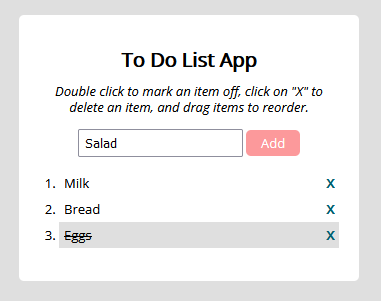 To Do List App
Double click to mark an item off, click on "X" to
delete an item, and drag items to reorder.
Salad Add
1. Milk X
2. Bread X
3. Eggs X